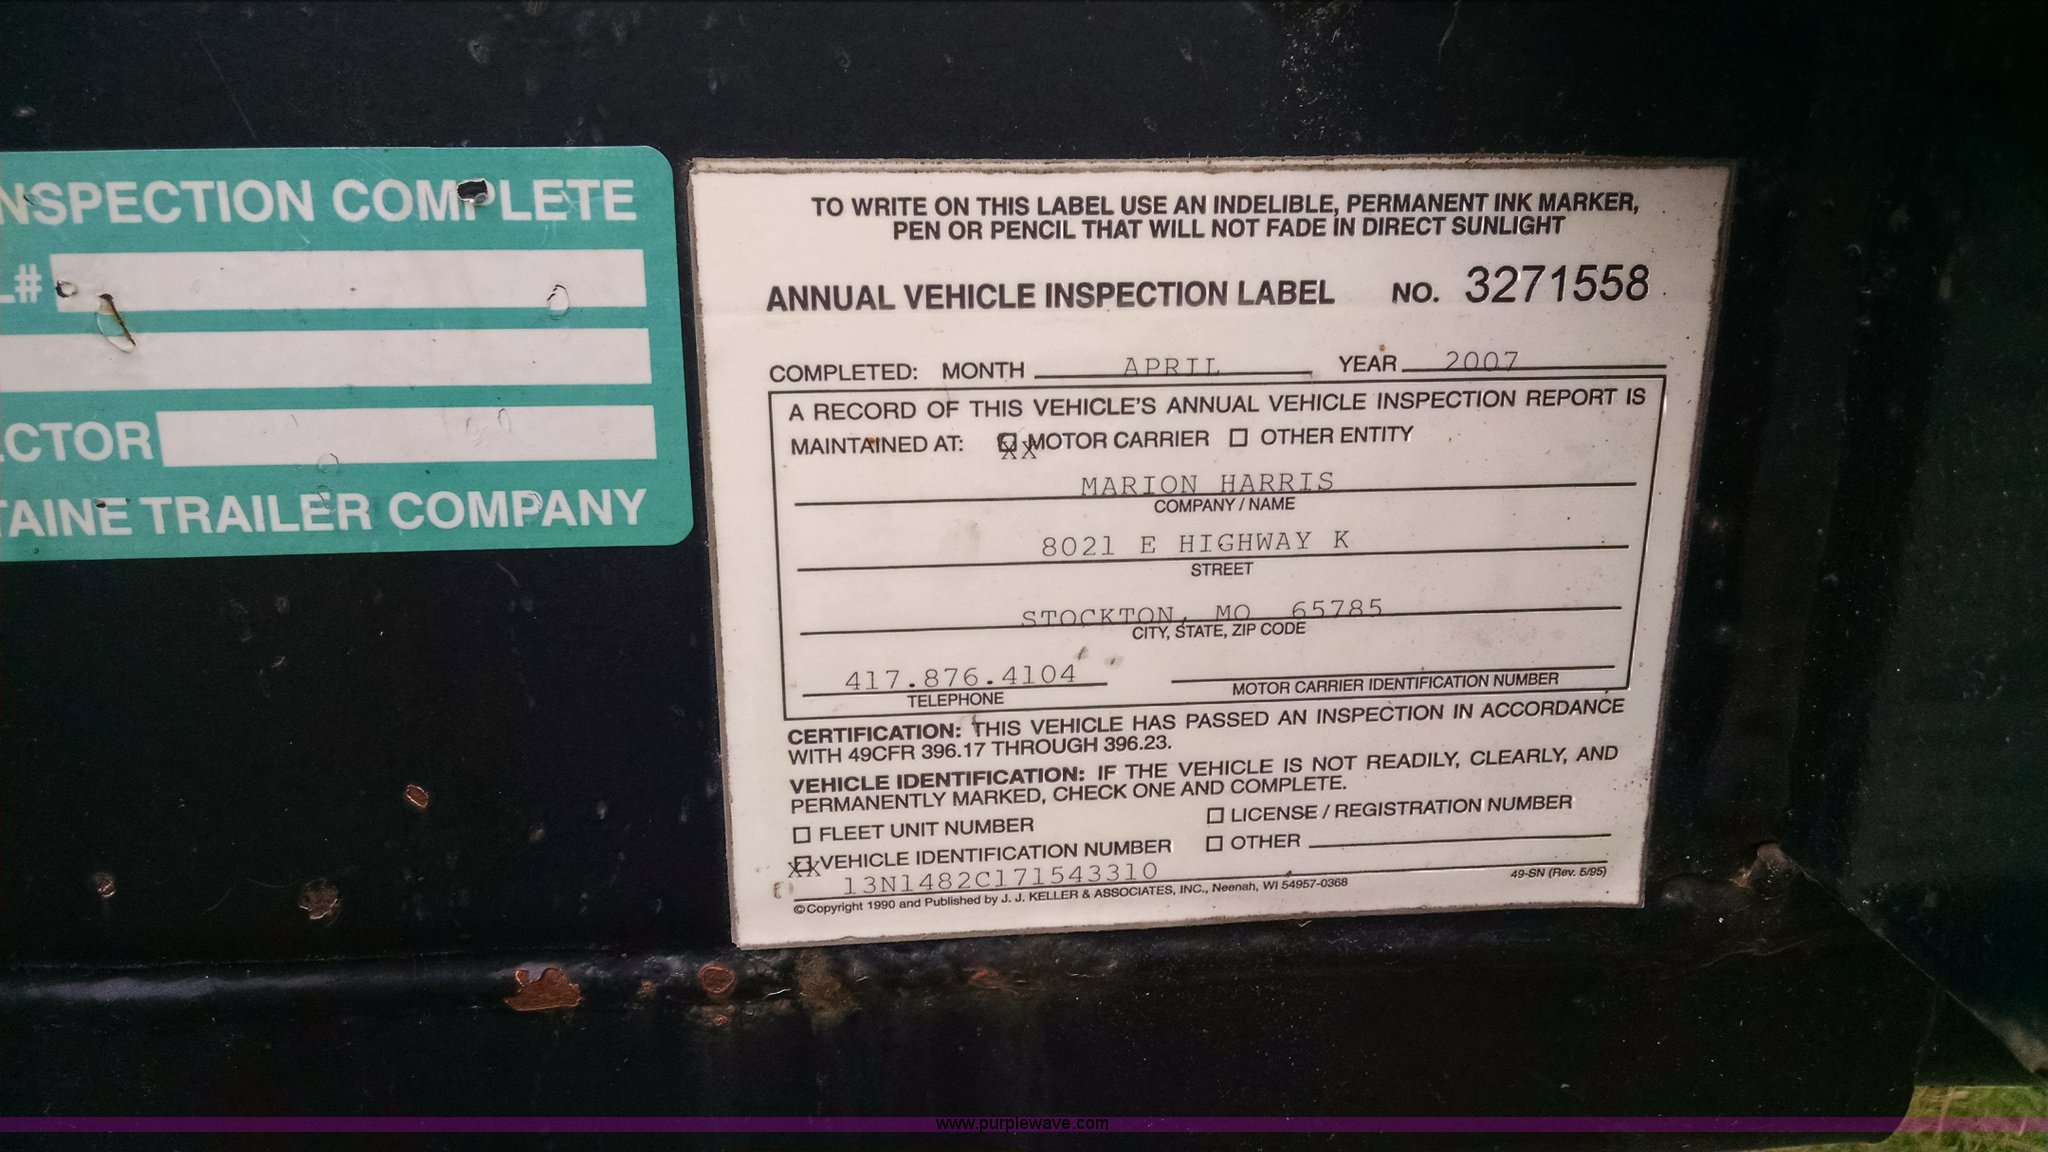 NSPECTION COMPLETE
L#
ECTOR
TAINE TRAILER COMPANY
TO WRITE ON THIS LABEL USE AN INDELIBLE, PERMANENT INK MARKER,
PEN OR PENCIL THAT WILL NOT FADE IN DIRECT SUNLIGHT
ANNUAL VEHICLE INSPECTION LABEL NO. 3271558
COMPLETED: MONTH APRIL YEAR 2007
A RECORD OF THIS VEHICLE'S ANNUAL VEHICLE INSPECTION REPORT IS
MAINTAINED AT: XX MOTOR CARRIER OTHER ENTITY
MARION HARRIS
COMPANY / NAME
8021 E HIGHWAY K
STREET
STOCKTON, MO 65785
CITY, STATE, ZIP CODE
417.876.4104
TELEPHONE MOTOR CARRIER IDENTIFICATION NUMBER
CERTIFICATION: THIS VEHICLE HAS PASSED AN INSPECTION IN ACCORDANCE
WITH 49CFR 396.17 THROUGH 396.23.
VEHICLE IDENTIFICATION: IF THE VEHICLE IS NOT READILY, CLEARLY, AND
PERMANENTLY MARKED, CHECK ONE AND COMPLETE.
FLEET UNIT NUMBER LICENSE / REGISTRATION NUMBER
XX VEHICLE IDENTIFICATION NUMBER OTHER
13N1482C171543310
©Copyright 1990 and Published by J. J. KELLER & ASSOCIATES, INC., Neenah, WI 54957-0368 49-SN (Rev. 5/95)
www.purplewave.com